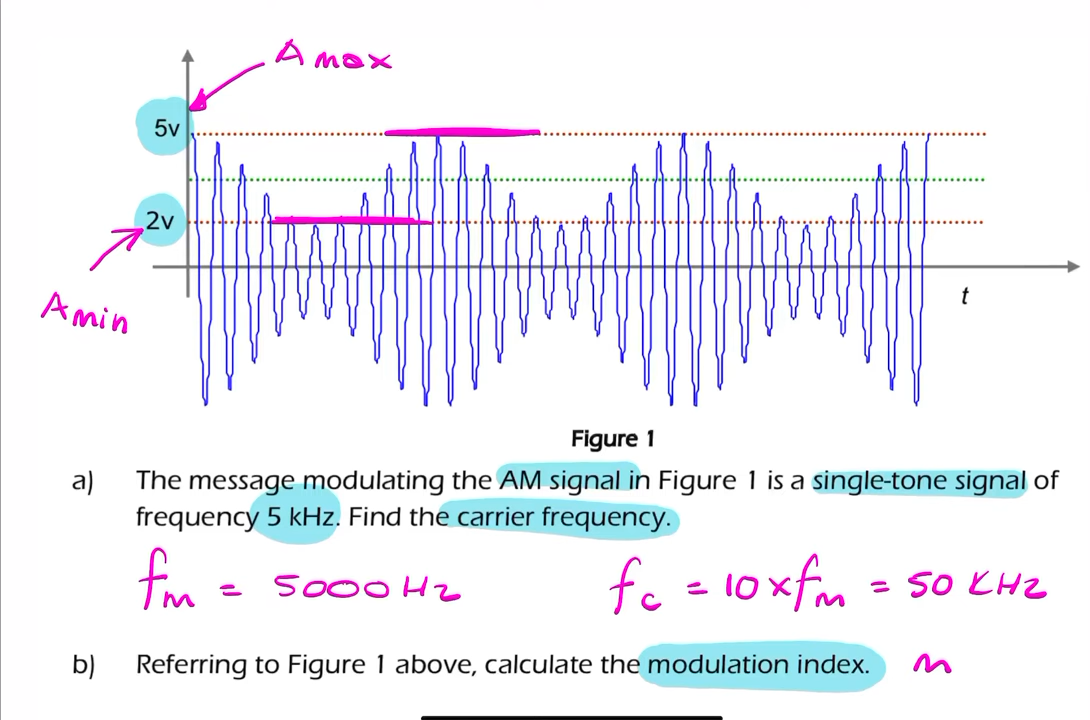 A max
5v
2v
A min
t
Figure 1
a) The message modulating the AM signal in Figure 1 is a single-tone signal of
frequency 5 kHz. Find the carrier frequency.
fm = 5000 Hz fc = 10 x fm = 50 KHz
b) Referring to Figure 1 above, calculate the modulation index. m